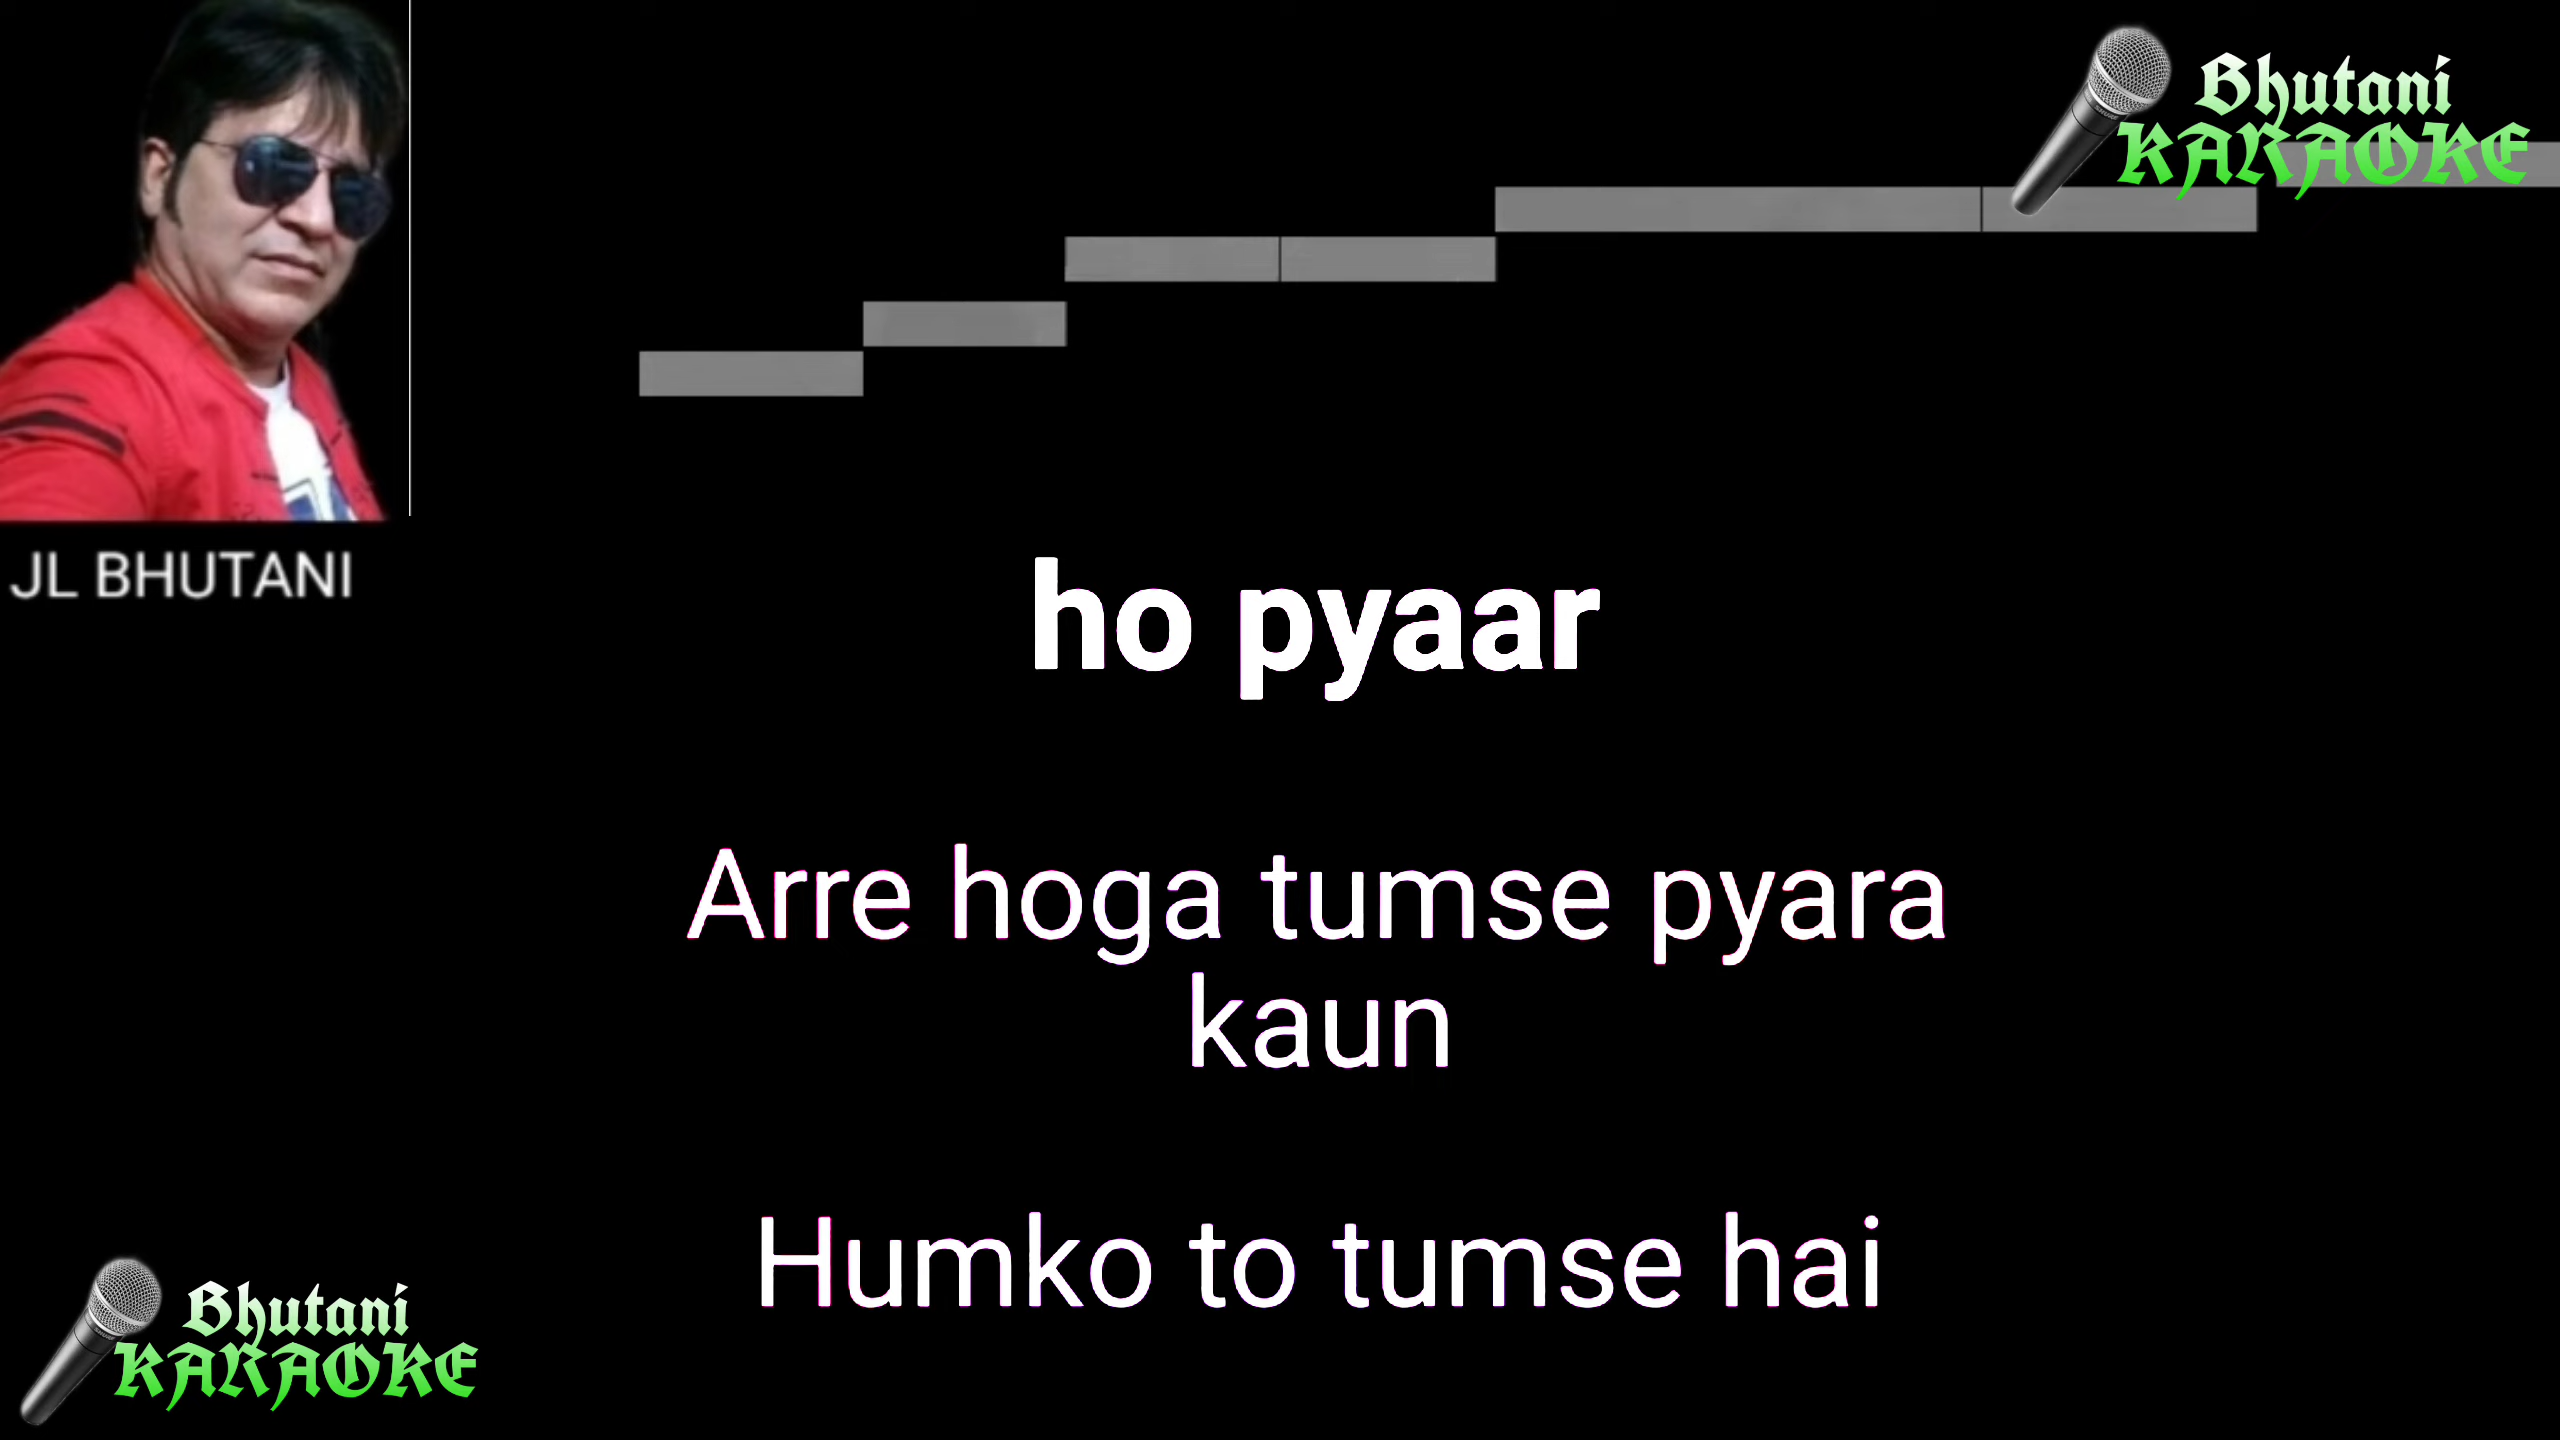 Bhutani
KARAOKE
JL BHUTANI
ho pyaar
Arre hoga tumse pyara
kaun
Humko to tumse hai
Bhutani
KARAOKE